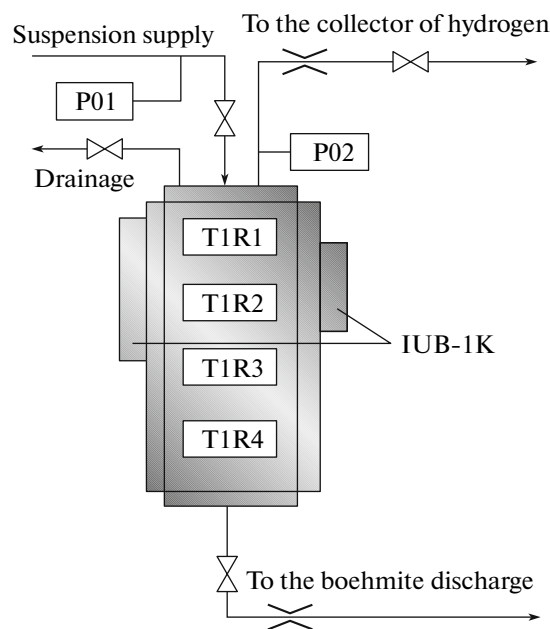 To the collector of hydrogen
Suspension supply
P01
P02
Drainage
T1R1
T1R2
IUB-1K
T1R3
T1R4
To the boehmite discharge